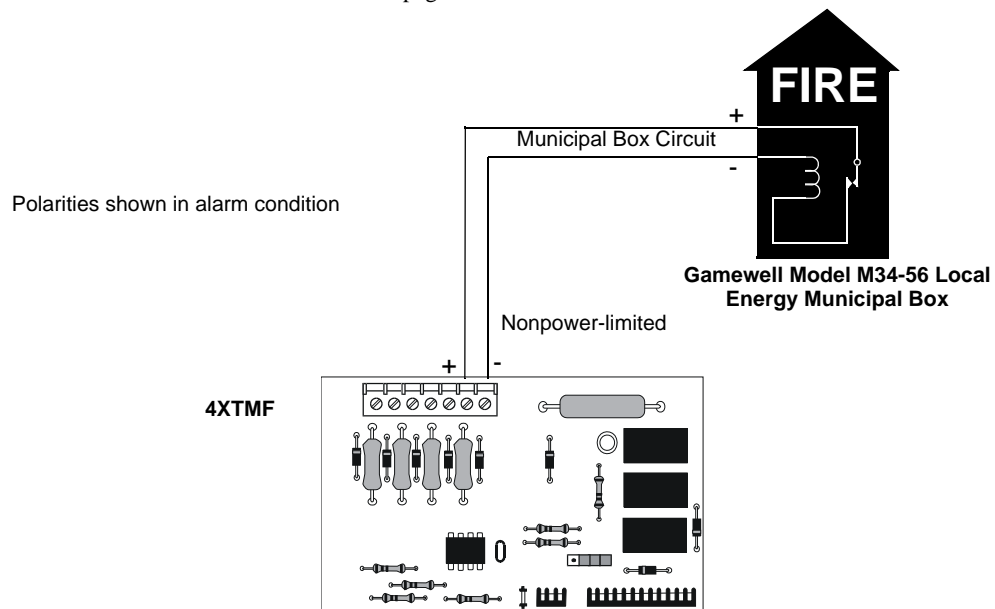 FIRE
+
Municipal Box Circuit
-
Polarities shown in alarm condition
Gamewell Model M34-56 Local
Energy Municipal Box
Nonpower-limited
+ -
4XTMF